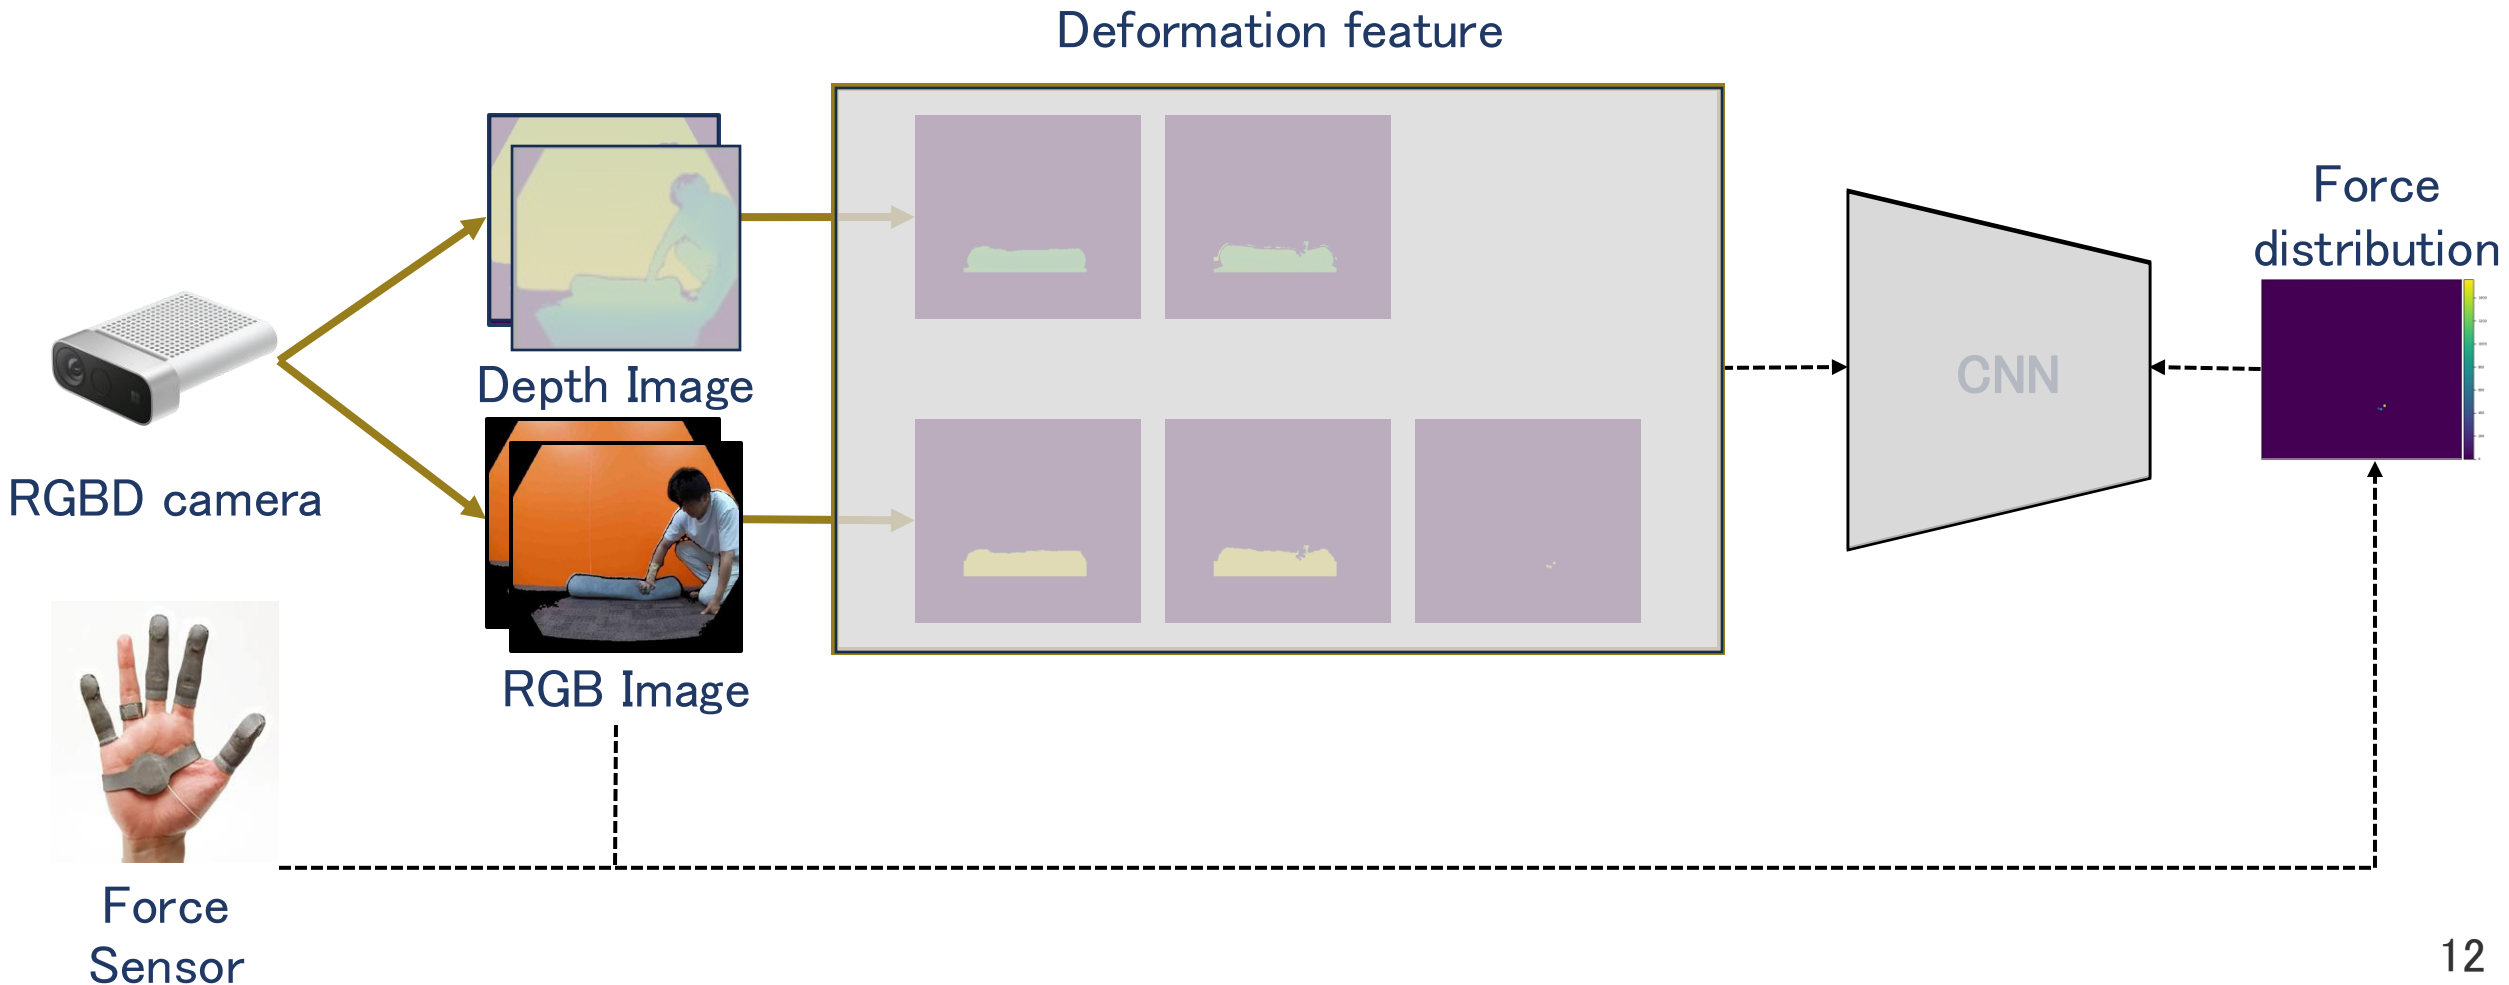 Deformation feature
Force
distribution
Depth Image
CNN
RGBD camera
RGB Image
Force
Sensor
12